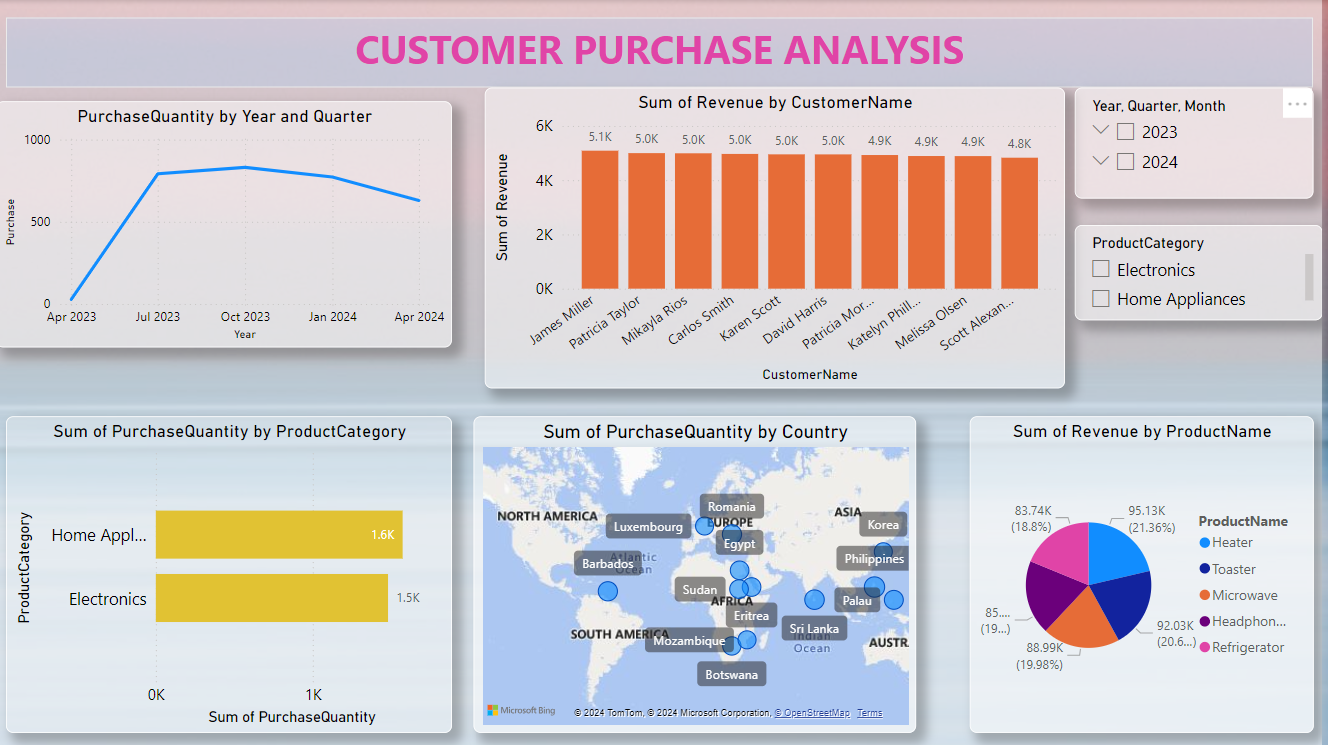 CUSTOMER PURCHASE ANALYSIS
PurchaseQuantity by Year and Quarter
1000
500
0
Purchase
Apr 2023
Jul 2023
Oct 2023
Jan 2024
Apr 2024
Year
Sum of Revenue by CustomerName
6K
4K
2K
0K
Sum of Revenue
5.1K
5.0K
5.0K
5.0K
5.0K
5.0K
4.9K
4.9K
4.9K
4.8K
James Miller
Patricia Taylor
Mikayla Rios
Carlos Smith
Karen Scott
David Harris
Patricia Mor...
Katelyn Phill...
Melissa Olsen
Scott Alexan...
CustomerName
Year, Quarter, Month
2023
2024
ProductCategory
Electronics
Home Appliances
Sum of PurchaseQuantity by ProductCategory
ProductCategory
Home Appl...
1.6K
Electronics
1.5K
0K
1K
Sum of PurchaseQuantity
Sum of PurchaseQuantity by Country
NORTH AMERICA
EUROPE
ASIA
Atlantic
Ocean
AFRICA
SOUTH AMERICA
Indian
Ocean
AUSTR
Romania
Luxembourg
Korea
Egypt
Barbados
Philippines
Sudan
Palau
Eritrea
Sri Lanka
Mozambique
Botswana
Microsoft Bing
© 2024 TomTom, © 2024 Microsoft Corporation, © OpenStreetMap Terms
Sum of Revenue by ProductName
83.74K
(18.8%)
95.13K
(21.36%)
85....
(19...)
92.03K
(20.6...)
88.99K
(19.98%)
ProductName
Heater
Toaster
Microwave
Headphon...
Refrigerator